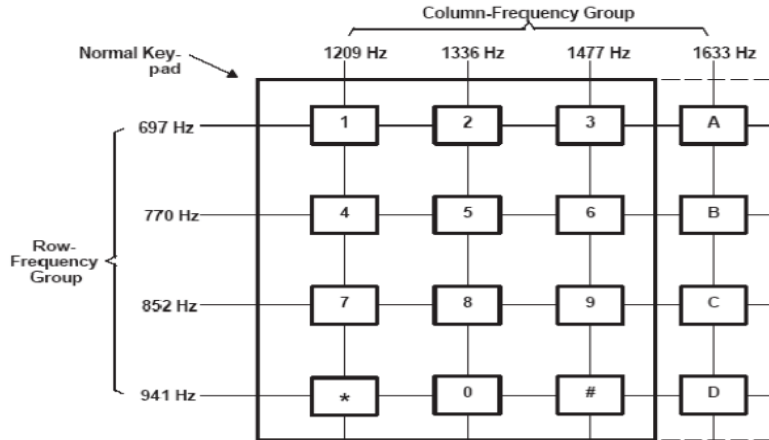 Column-Frequency Group
Normal Key-
pad
1209 Hz 1336 Hz 1477 Hz 1633 Hz
697 Hz 1 2 3 A
770 Hz 4 5 6 B
Row-
Frequency
Group
852 Hz 7 8 9 C
941 Hz * 0 # D